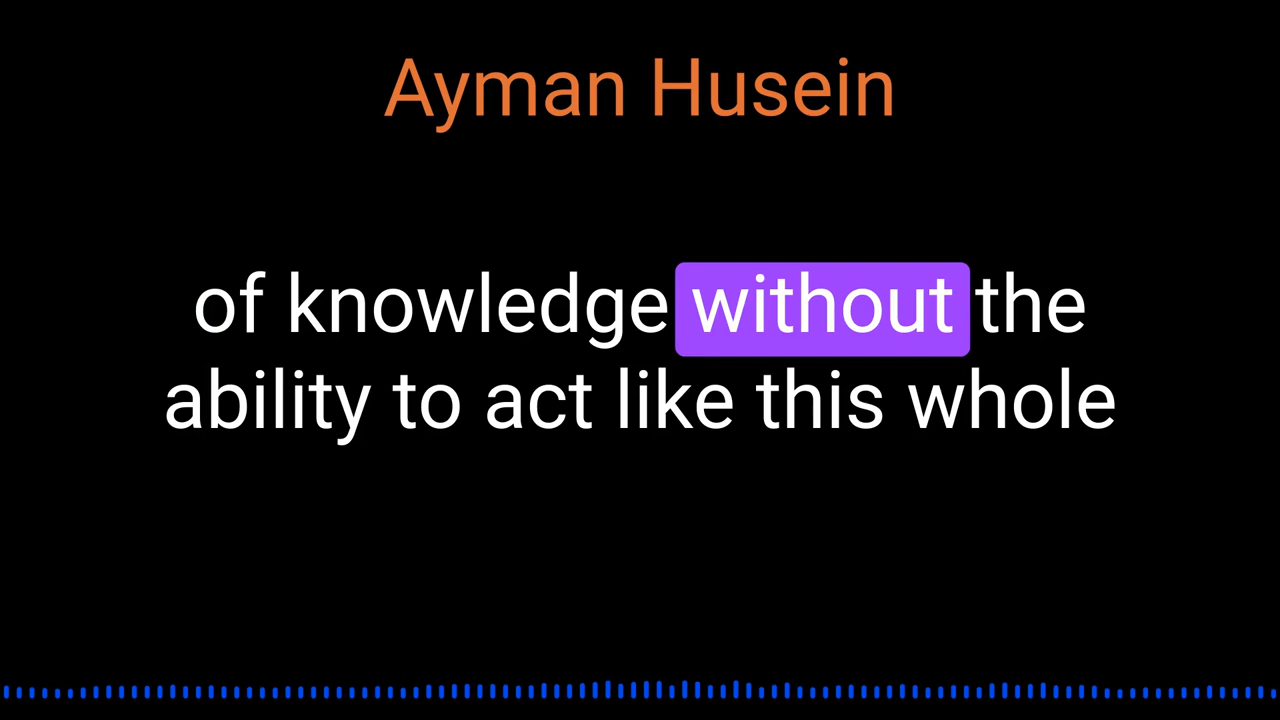 Ayman Husein
of knowledge without the
ability to act like this whole